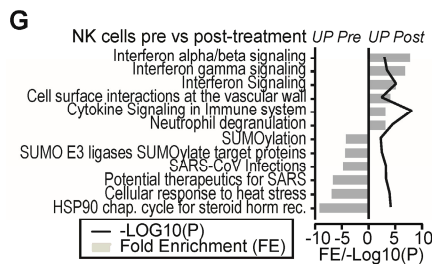 G
NK cells pre vs post-treatment UP Pre UP Post
Interferon alpha/beta signaling
Interferon gamma signaling
Interferon Signaling
Cell surface interactions at the vascular wall
Cytokine Signaling in Immune system
Neutrophil degranulation
SUMOylation
SUMO E3 ligases SUMOylate target proteins
SARS-CoV Infections
Potential therapeutics for SARS
Cellular response to heat stress
HSP90 chap. cycle for steroid horm rec.
-10 -5 0 5 10
FE/-Log10(P)
-LOG10(P)
Fold Enrichment (FE)